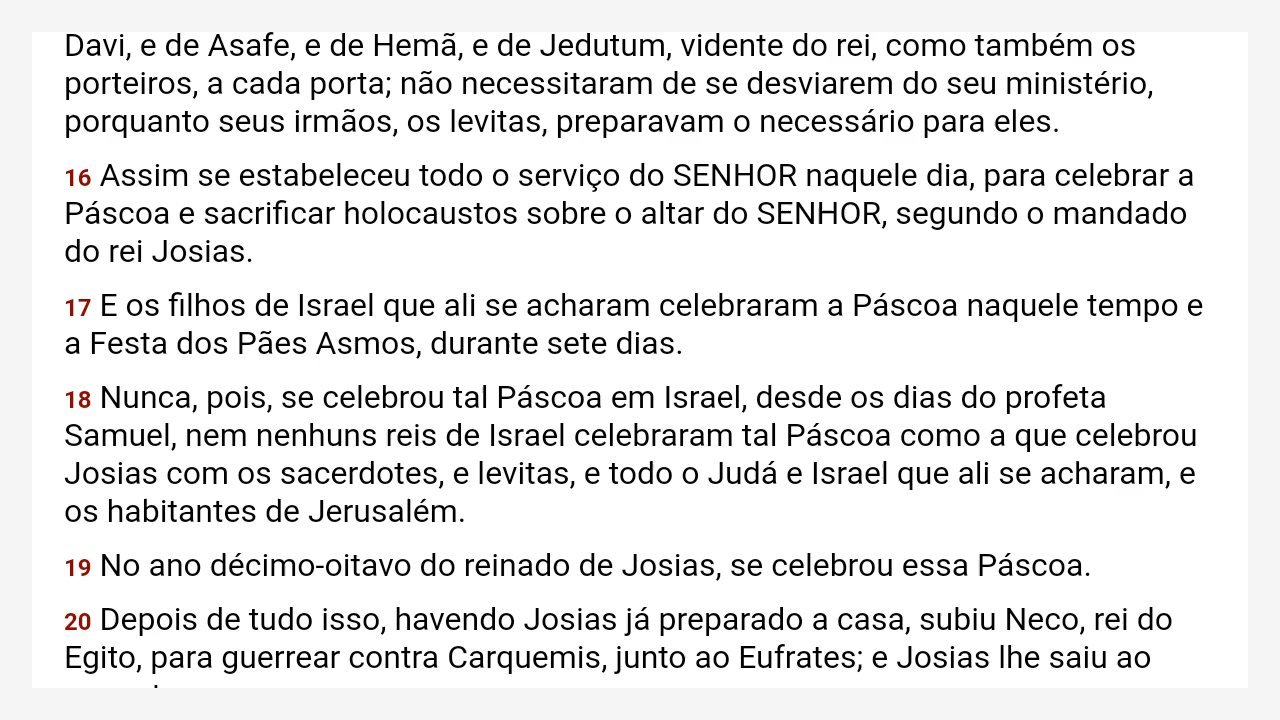 Davi, e de Asafe, e de Hemã, e de Jedutum, vidente do rei, como também os
porteiros, a cada porta; não necessitaram de se desviarem do seu ministério,
porquanto seus irmãos, os levitas, preparavam o necessário para eles.
16 Assim se estabeleceu todo o serviço do SENHOR naquele dia, para celebrar a
Páscoa e sacrificar holocaustos sobre o altar do SENHOR, segundo o mandado
do rei Josias.
17 E os filhos de Israel que ali se acharam celebraram a Páscoa naquele tempo e
a Festa dos Pães Asmos, durante sete dias.
18 Nunca, pois, se celebrou tal Páscoa em Israel, desde os dias do profeta
Samuel, nem nenhuns reis de Israel celebraram tal Páscoa como a que celebrou
Josias com os sacerdotes, e levitas, e todo o Judá e Israel que ali se acharam, e
os habitantes de Jerusalém.
19 No ano décimo-oitavo do reinado de Josias, se celebrou essa Páscoa.
20 Depois de tudo isso, havendo Josias já preparado a casa, subiu Neco, rei do
Egito, para guerrear contra Carquemis, junto ao Eufrates; e Josias lhe saiu ao